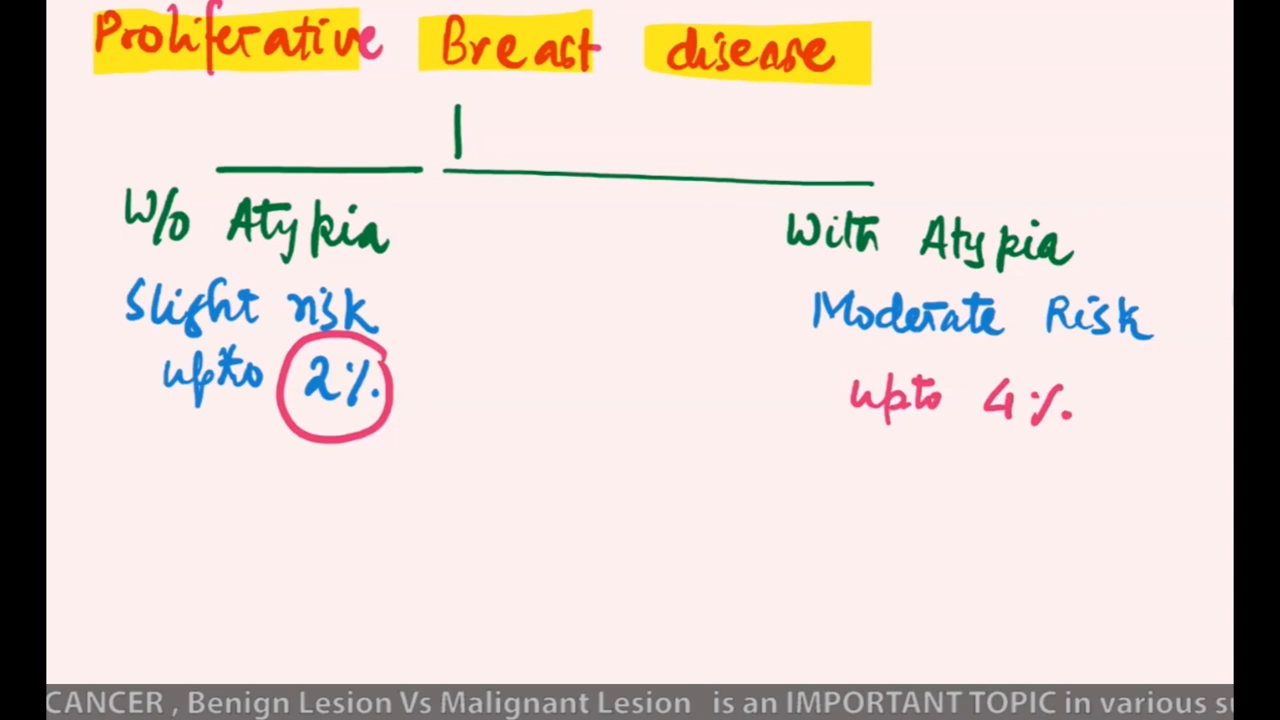 Proliferative Breast disease
W/o Atypia
With Atypia
Slight risk
Moderate Risk
upto 2%
upto 4%.
CANCER , Benign Lesion Vs Malignant Lesion is an IMPORTANT TOPIC in various